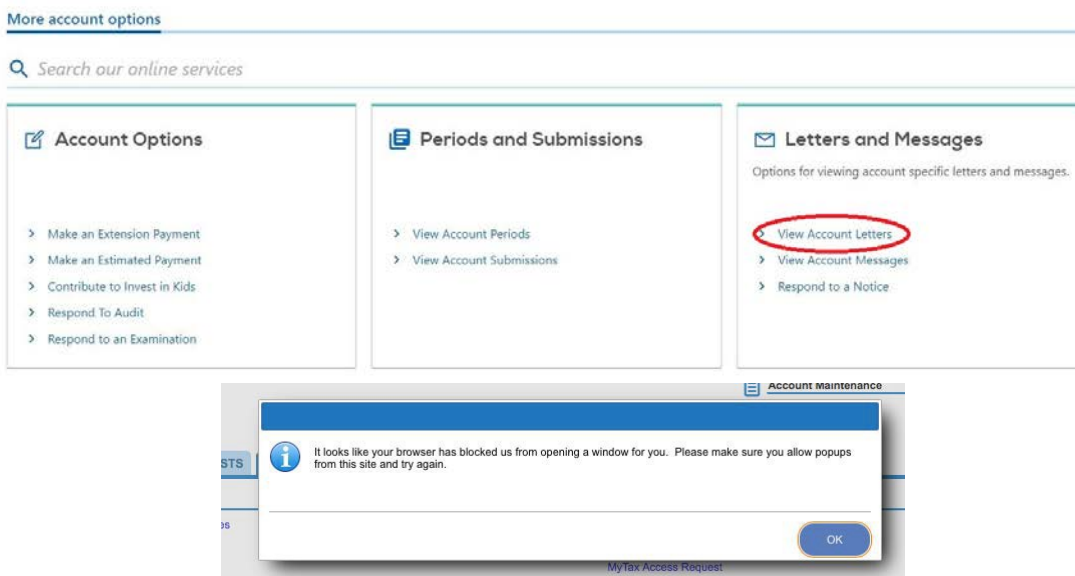 More account options
Search our online services
Account Options
Make an Extension Payment
Make an Estimated Payment
Contribute to Invest in Kids
Respond To Audit
Respond to an Examination
Periods and Submissions
View Account Periods
View Account Submissions
Letters and Messages
Options for viewing account specific letters and messages.
View Account Letters
View Account Messages
Respond to a Notice
Account Maintenance
STS
It looks like your browser has blocked us from opening a window for you. Please make sure you allow popups
from this site and try again.
OK
MyTax Access Request